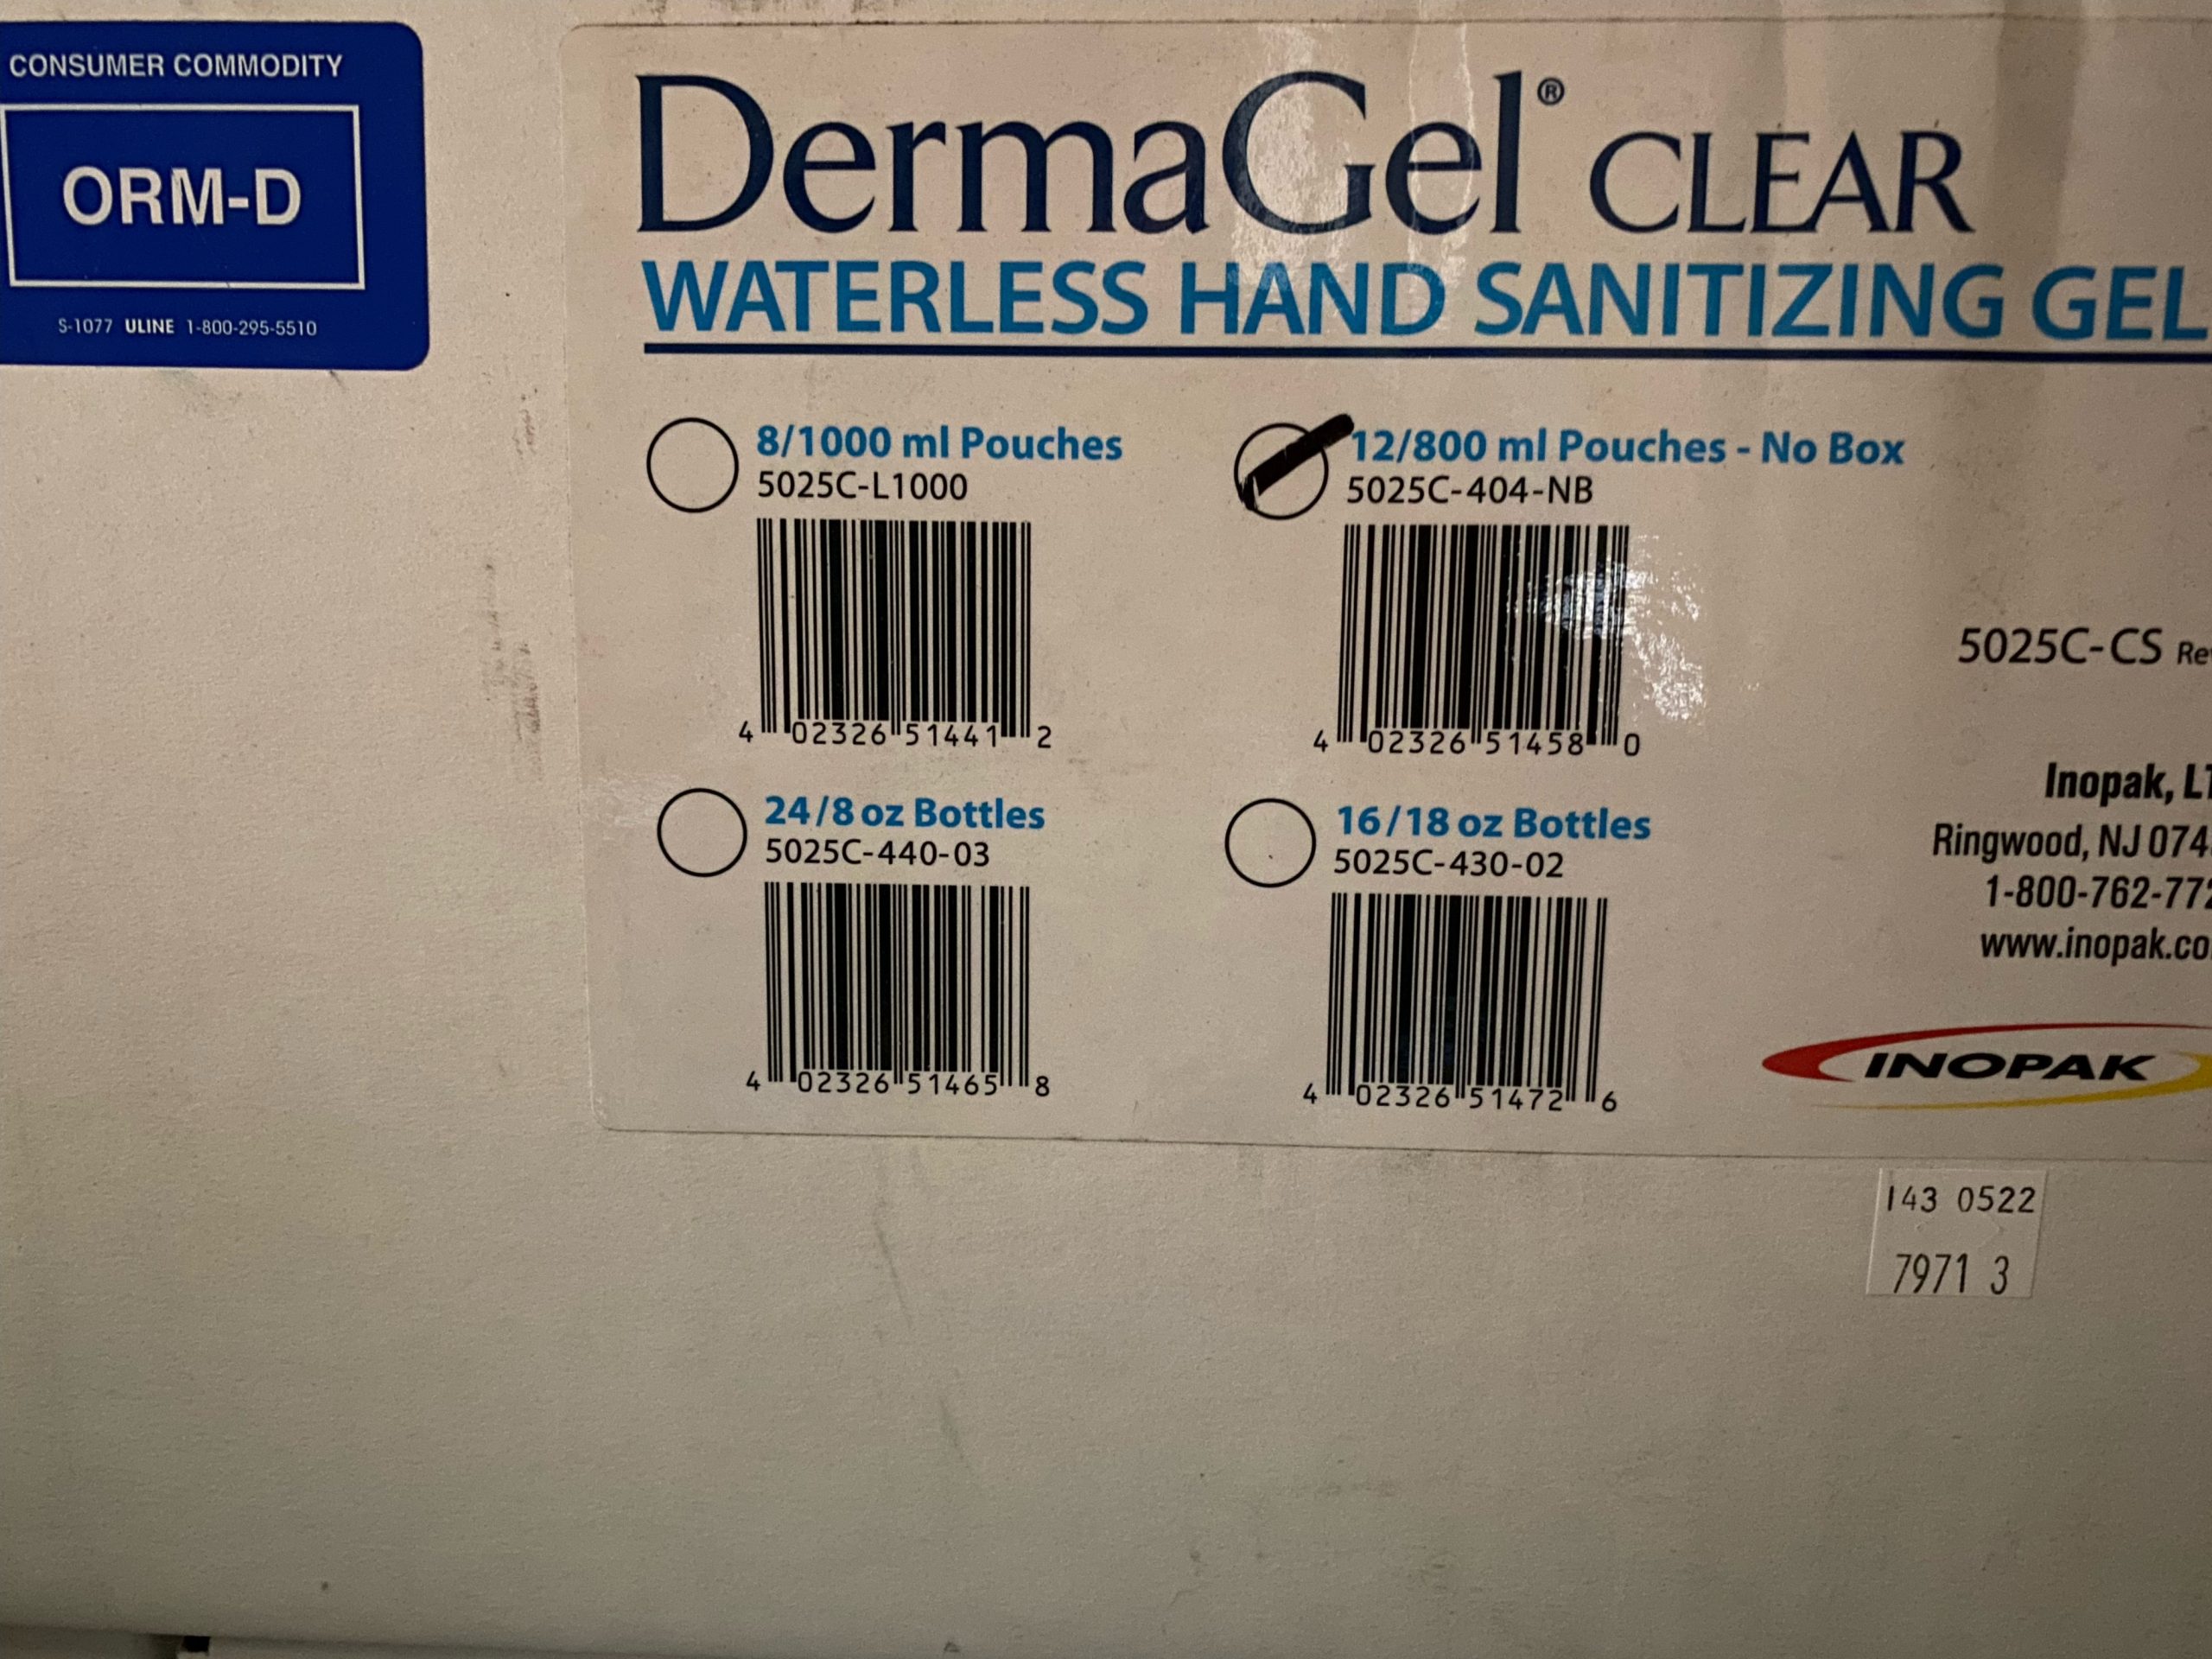 CONSUMER COMMODITY
ORM-D
S-1077 ULINE 1-800-295-5510
DermaGel® CLEAR
WATERLESS HAND SANITIZING GEL
8/1000 ml Pouches
5025C-L1000
4 02326 51441 2
12/800 ml Pouches - No Box
5025C-404-NB
4 02326 51458 0
24/8 oz Bottles
5025C-440-03
4 02326 51465 8
16/18 oz Bottles
5025C-430-02
4 02326 51472 6
5025C-CS
Inopak,
Ringwood, NJ
INOPAK
143 0522
7971 3